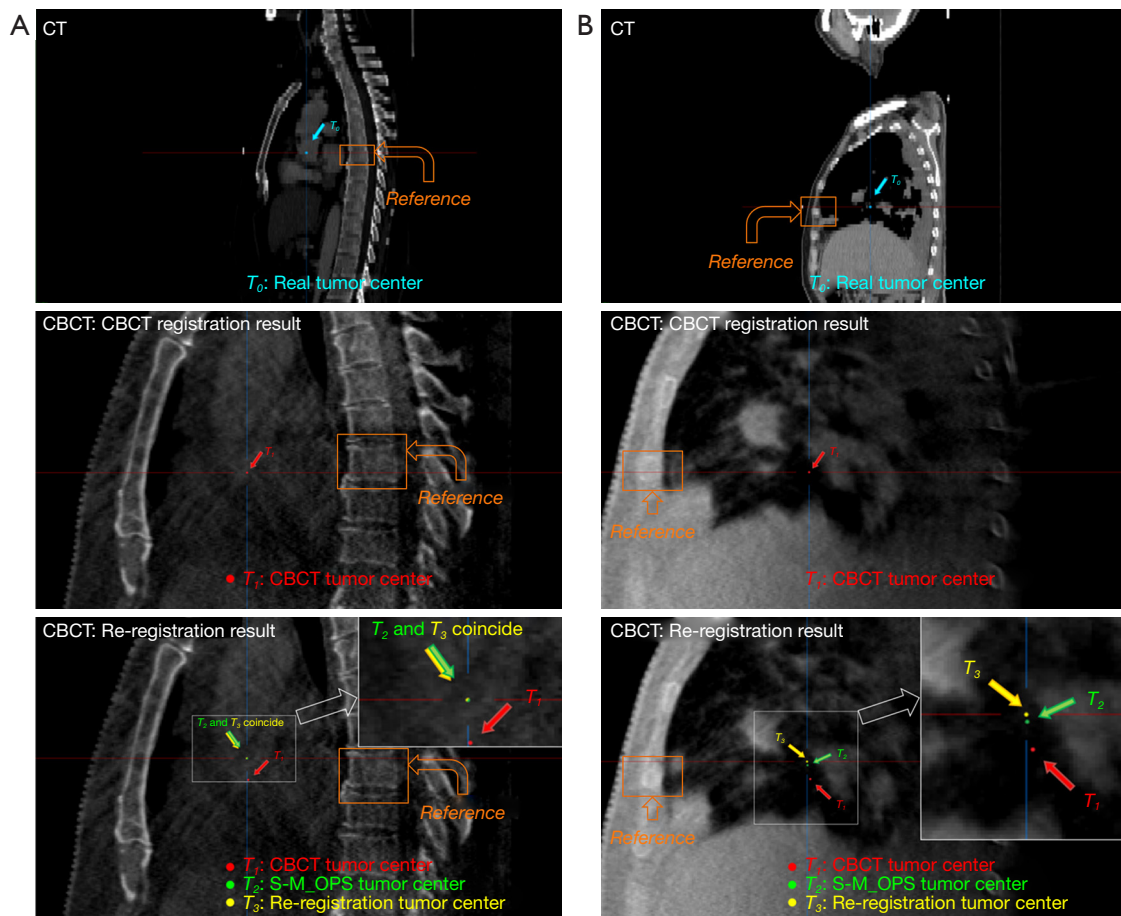 A
CT
T0
Reference
T0: Real tumor center
CBCT: CBCT registration result
T1
Reference
T1: CBCT tumor center
CBCT: Re-registration result
T2 and T3 coincide
T1
T2 and T3 coincide
T1
Reference
T1: CBCT tumor center
T2: S-M_OPS tumor center
T3: Re-registration tumor center
B
CT
T0
Reference
T0: Real tumor center
CBCT: CBCT registration result
T1
Reference
T1: CBCT tumor center
CBCT: Re-registration result
T3
T2
T1
T3
T2
T1
Reference
T1: CBCT tumor center
T2: S-M_OPS tumor center
T3: Re-registration tumor center